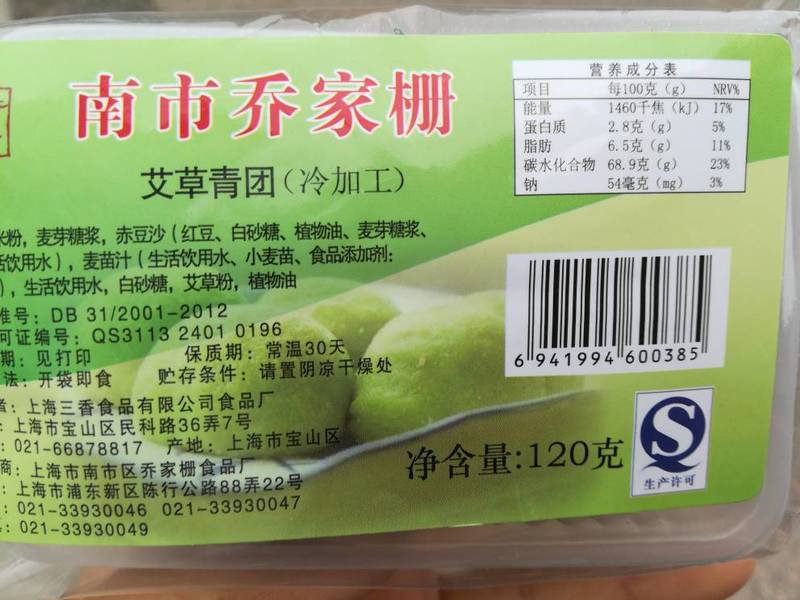 南市乔家栅
艾草青团(冷加工)
营养成分表
项目 每100克(g) NRV%
能量 1460千焦(kJ) 17%
蛋白质 2.8克(g) 5%
脂肪 6.5克(g) 11%
碳水化合物 68.9克(g) 23%
钠 54毫克(mg) 3%
米粉,麦芽糖浆,赤豆沙(红豆、白砂糖、植物油、麦芽糖浆、
活饮用水),麦苗汁(生活饮用水、小麦苗、食品添加剂:
),生活饮用水,白砂糖,艾草粉,植物油
准号:DB 31/2001-2012
可证编号:QS3113 2401 0196
期:见打印 保质期:常温30天
法:开袋即食 贮存条件:请置阴凉干燥处
者:上海三香食品有限公司食品厂
:上海市宝山区民科路36弄7号
:021-66878817 产地:上海市宝山区
商:上海市南市区乔家栅食品厂
:上海市浦东新区陈行公路88弄22号
:021-33930046 021-33930047
:021-33930049
6 941994 600385
净含量:120克
QS
生产许可